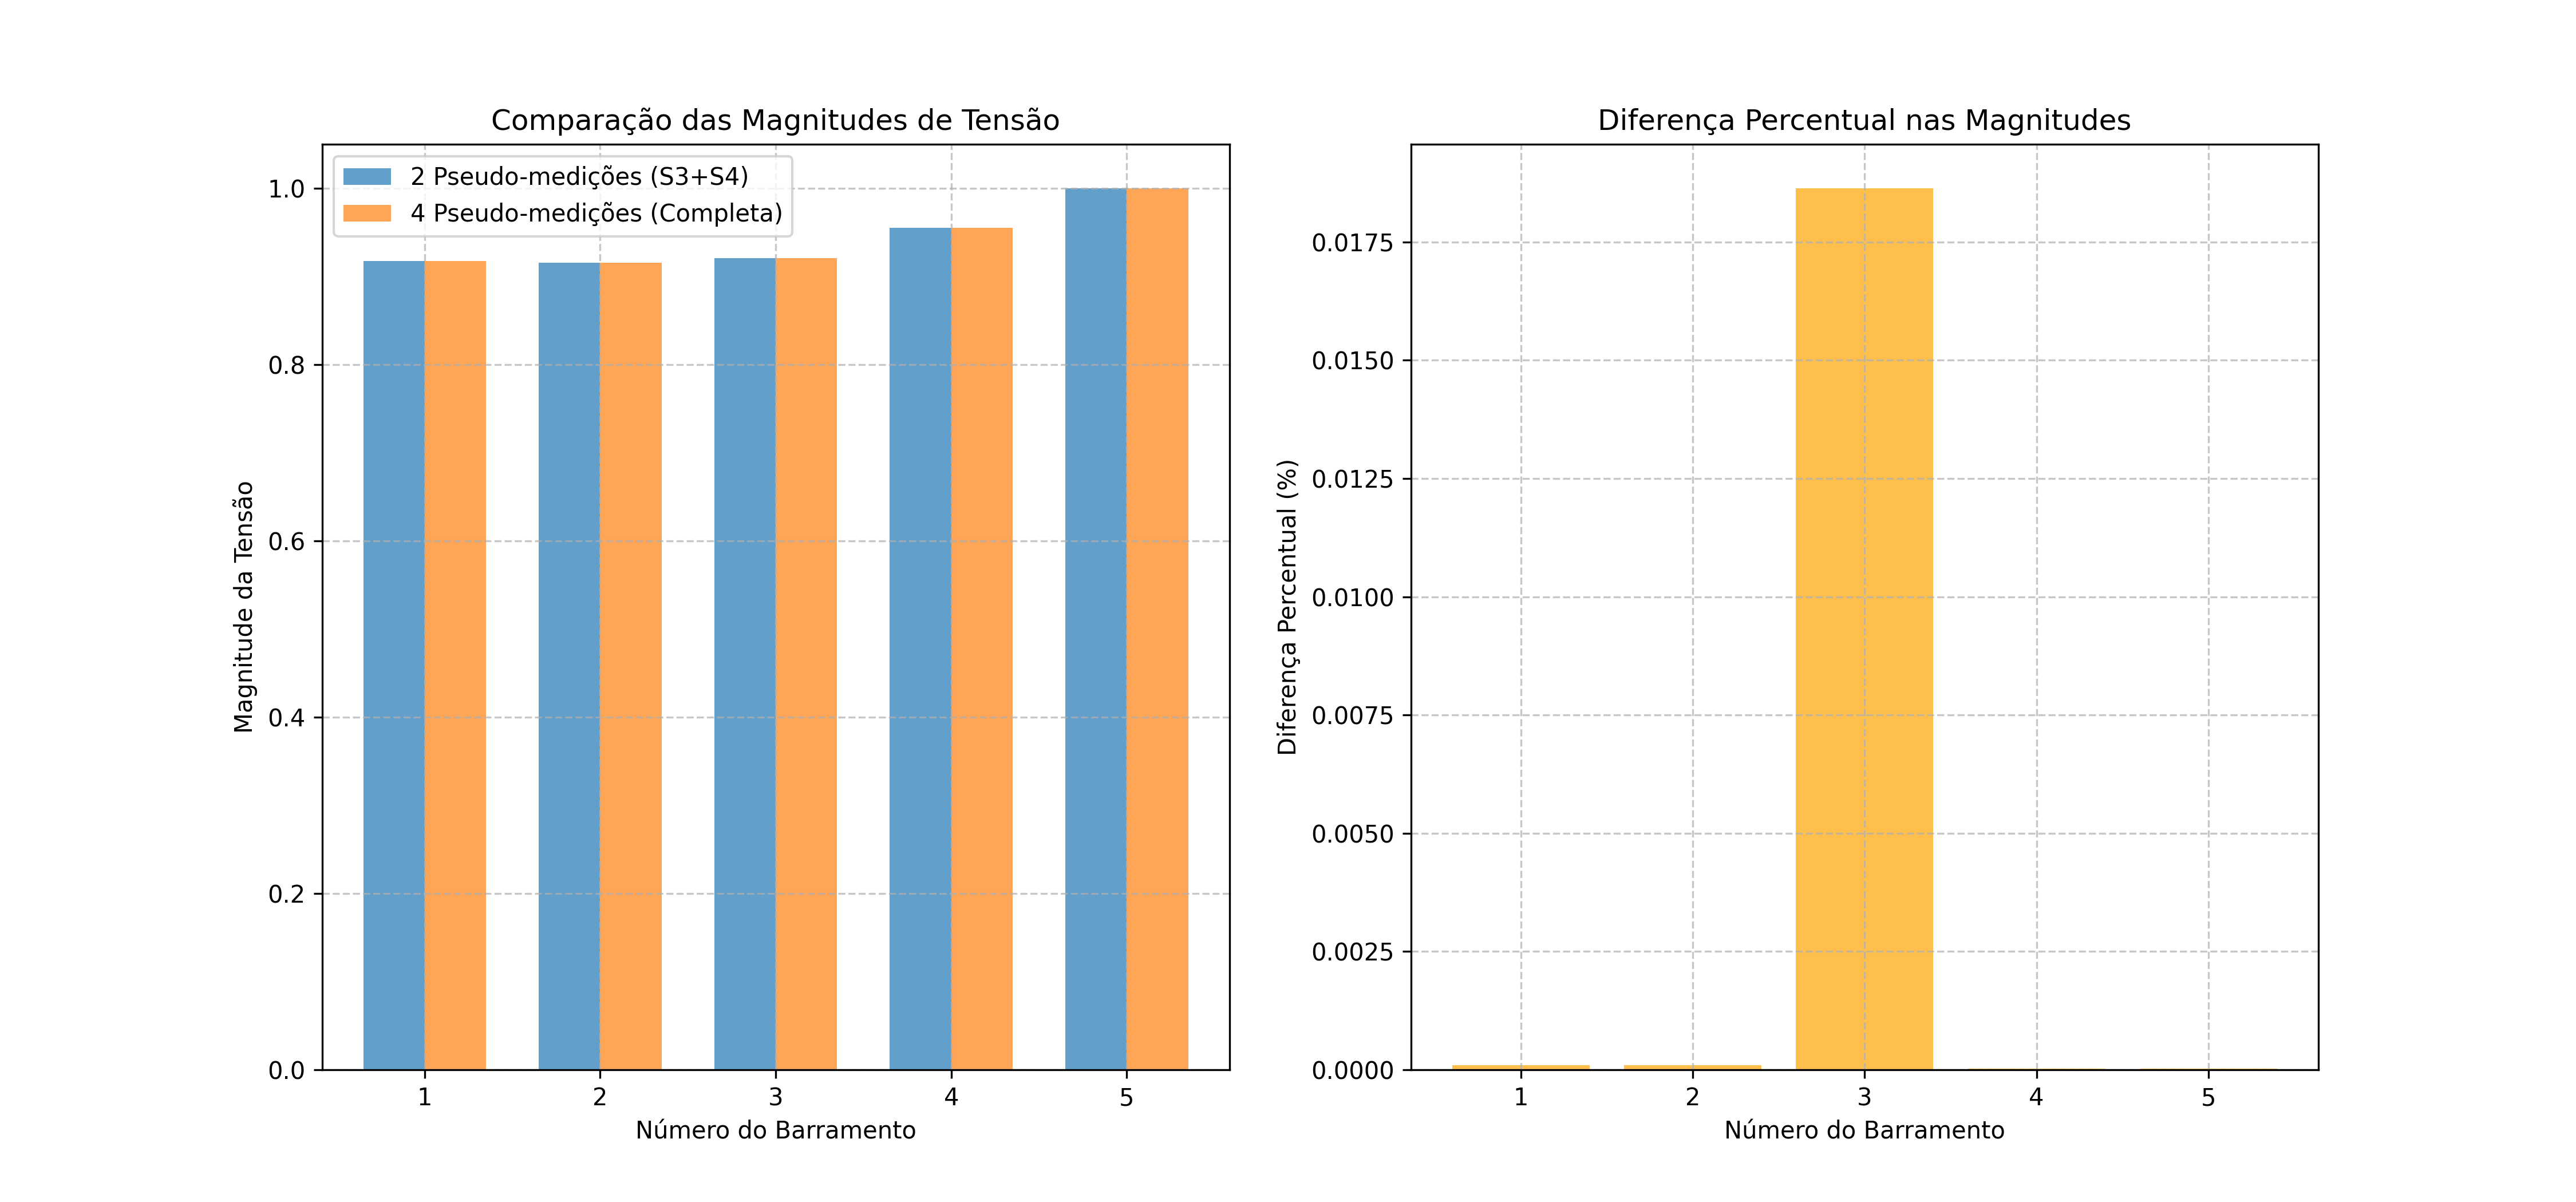 Comparação das Magnitudes de Tensão
2 Pseudo-medições (S3+S4)
4 Pseudo-medições (Completa)
Magnitude da Tensão
1.0
0.8
0.6
0.4
0.2
0.0
1 2 3 4 5
Número do Barramento
Diferença Percentual nas Magnitudes
Diferença Percentual (%)
0.0175
0.0150
0.0125
0.0100
0.0075
0.0050
0.0025
0.0000
1 2 3 4 5
Número do Barramento